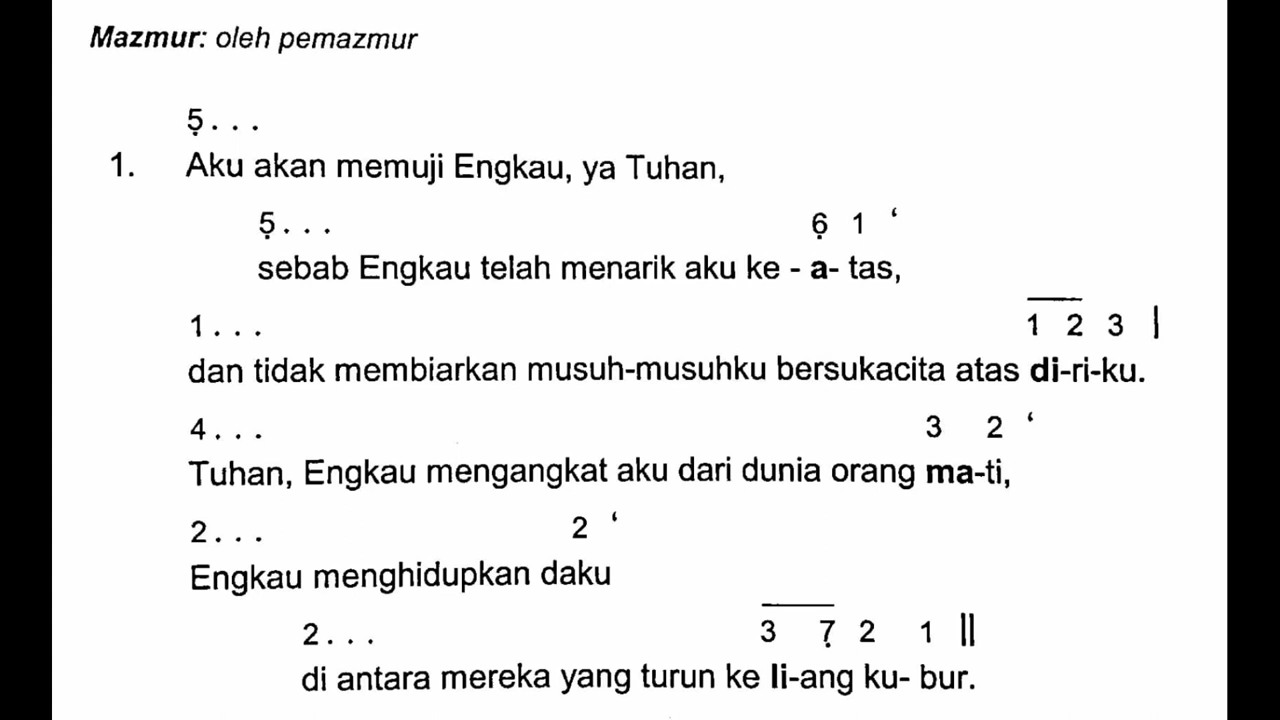 Mazmur: oleh pemazmur
5̣ . . .
1. Aku akan memuji Engkau, ya Tuhan,
5̣ . . . 6̣ 1 ‘
sebab Engkau telah menarik aku ke - a- tas,
1 . . . 1 2 3 |
dan tidak membiarkan musuh-musuhku bersukacita atas di-ri-ku.
4 . . . 3 2 ‘
Tuhan, Engkau mengangkat aku dari dunia orang ma-ti,
2 . . . 2 ‘
Engkau menghidupkan daku
2 . . . 3 7̣ 2 1 ||
di antara mereka yang turun ke li-ang ku- bur.